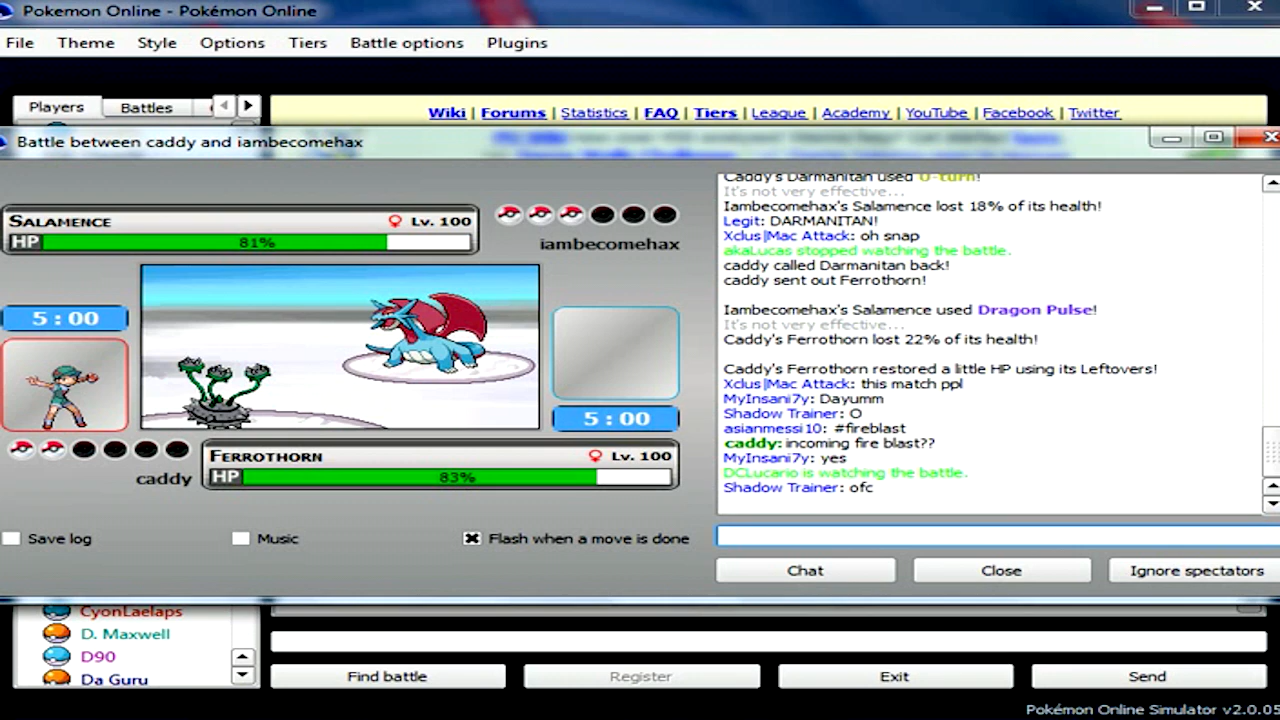 Pokemon Online - Pokémon Online
File Theme Style Options Tiers Battle options Plugins
Players Battles
Wiki | Forums | Statistics | FAQ | Tiers | League | Academy | YouTube | Facebook | Twitter
Battle between caddy and iambecomehax
SALAMENCE ♀ Lv. 100
HP 81%
iambecomehax
5:00
5:00
FERROTHORN ♀ Lv. 100
caddy
HP 83%
Caddy's Darmanitan used U-turn!
It's not very effective...
Iambecomehax's Salamence lost 18% of its health!
Legit: DARMANITAN!
Xclus|Mac Attack: oh snap
akaLucas stopped watching the battle.
caddy called Darmanitan back!
caddy sent out Ferrothorn!
Iambecomehax's Salamence used Dragon Pulse!
It's not very effective...
Caddy's Ferrothorn lost 22% of its health!
Caddy's Ferrothorn restored a little HP using its Leftovers!
Xclus|Mac Attack: this match ppl
MyInsani7y: Dayumm
Shadow Trainer: O
asianmessi10: #fireblast
caddy: incoming fire blast??
MyInsani7y: yes
DCLucario is watching the battle.
Shadow Trainer: ofc
Save log Music Flash when a move is done
Chat Close Ignore spectators
CyonLaelaps
D. Maxwell
D90
Da Guru
Find battle Register Exit Send
Pokémon Online Simulator v2.0.05